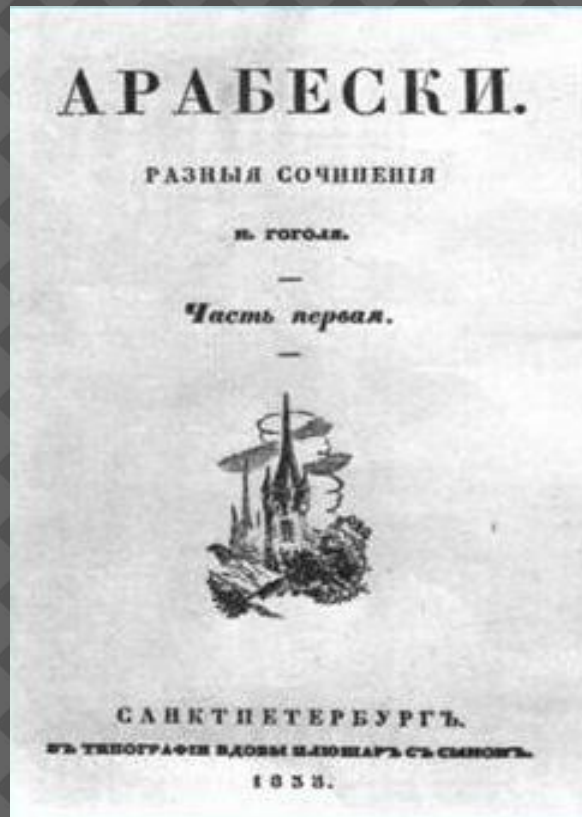 АРАБЕСКИ.
РАЗНЫЯ СОЧИНЕНІЯ
Н. ГОГОЛЯ.
Часть первая.
САНКТПЕТЕРБУРГЪ.
ВЪ ТИПОГРАФІИ ВДОВЫ ПЛЮШАРЪ СЪ СЫНОМЪ.
1835.